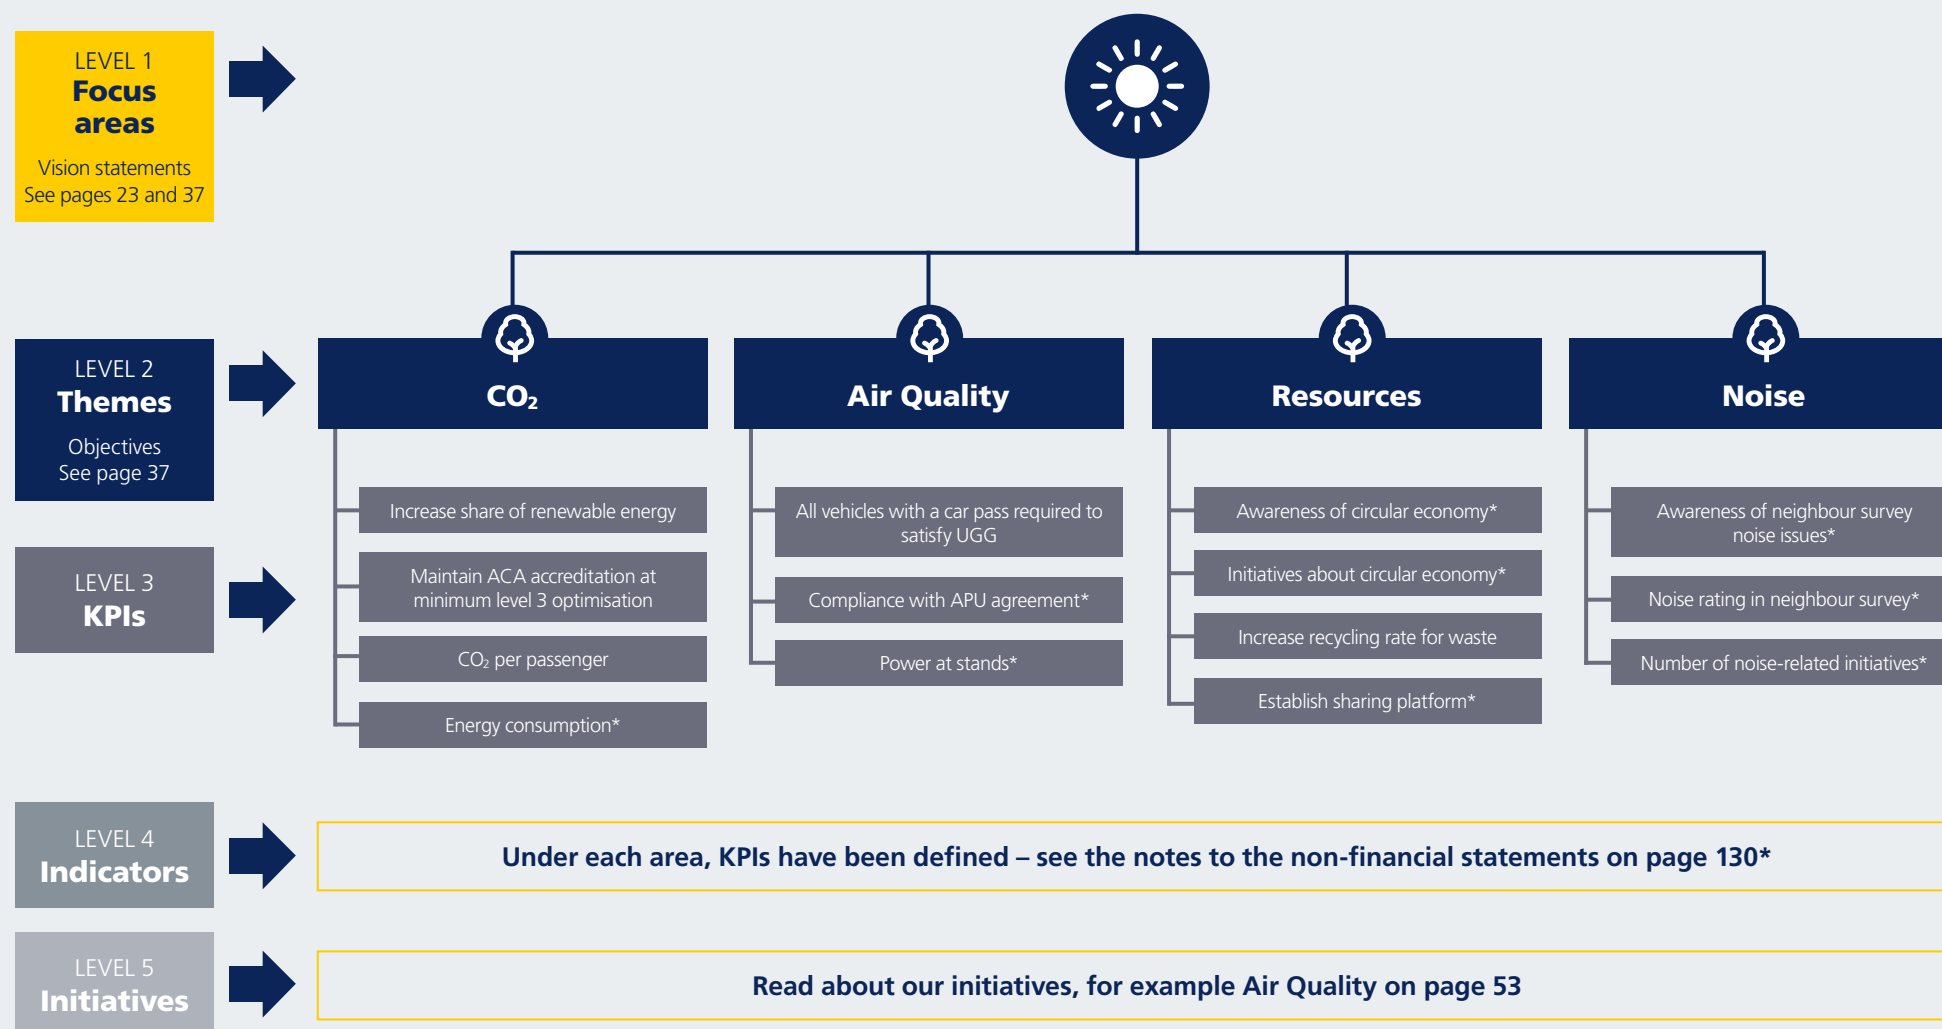 LEVEL 1
Focus
areas
Vision statements
See pages 23 and 37
LEVEL 2
Themes
Objectives
See page 37
CO₂
Air Quality
Resources
Noise
LEVEL 3
KPIs
Increase share of renewable energy
Maintain ACA accreditation at
minimum level 3 optimisation
CO₂ per passenger
Energy consumption*
All vehicles with a car pass required to
satisfy UGG
Compliance with APU agreement*
Power at stands*
Awareness of circular economy*
Initiatives about circular economy*
Increase recycling rate for waste
Establish sharing platform*
Awareness of neighbour survey
noise issues*
Noise rating in neighbour survey*
Number of noise-related initiatives*
LEVEL 4
Indicators
Under each area, KPIs have been defined – see the notes to the non-financial statements on page 130*
LEVEL 5
Initiatives
Read about our initiatives, for example Air Quality on page 53